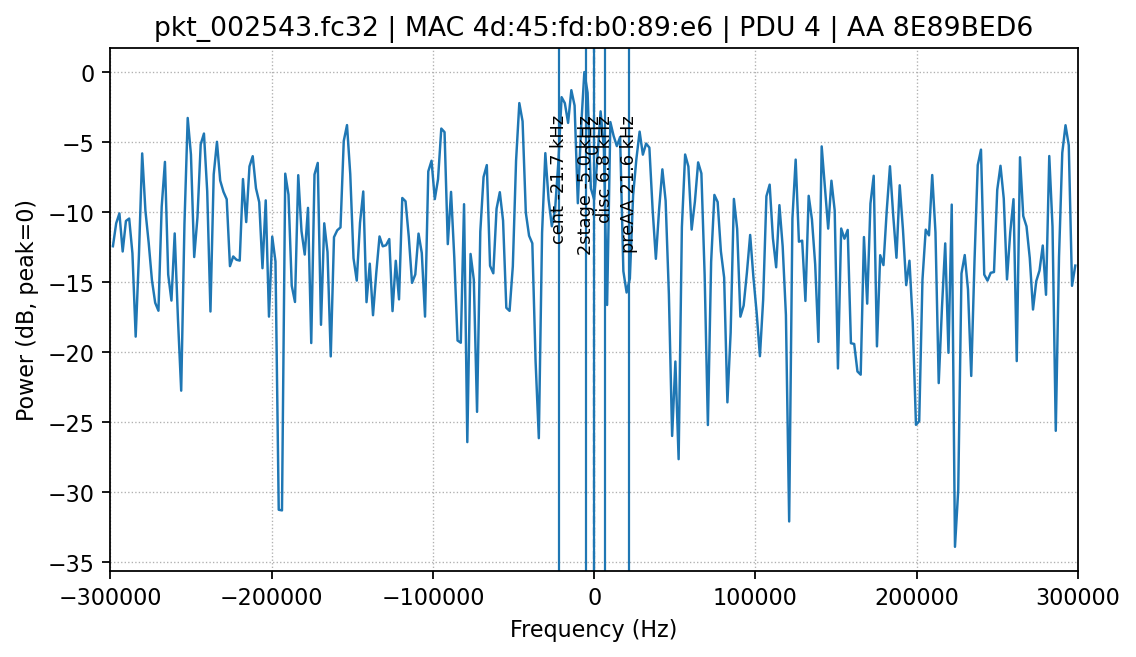 pkt_002543.fc32 | MAC 4d:45:fd:b0:89:e6 | PDU 4 | AA 8E89BED6
Power (dB, peak=0)
0
−5
−10
−15
−20
−25
−30
−35
cent -21.7 kHz
2stage -5.0 kHz
disc 6.8 kHz
preAA 21.6 kHz
−300000
−200000
−100000
0
100000
200000
300000
Frequency (Hz)